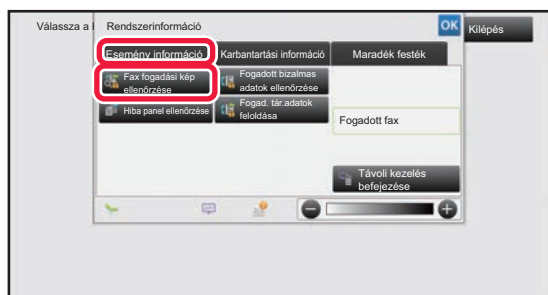 Válassza a
Rendszerinformáció
OK
Kilépés
Esemény információ
Karbantartási információ
Maradék festék
Fax fogadási kép
ellenőrzése
Fogadott bizalmas
adatok ellenőrzése
Hiba panel ellenőrzése
Fogad. tár.adatok
feloldása
Fogadott fax
Távoli kezelés
befejezése